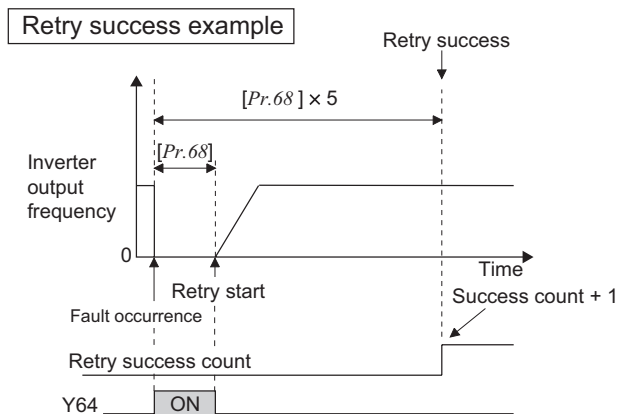 Retry success example
Retry success
[Pr.68] × 5
[Pr.68]
Inverter
output
frequency
0
Time
Retry start
Success count + 1
Fault occurrence
Retry success count
Y64
ON